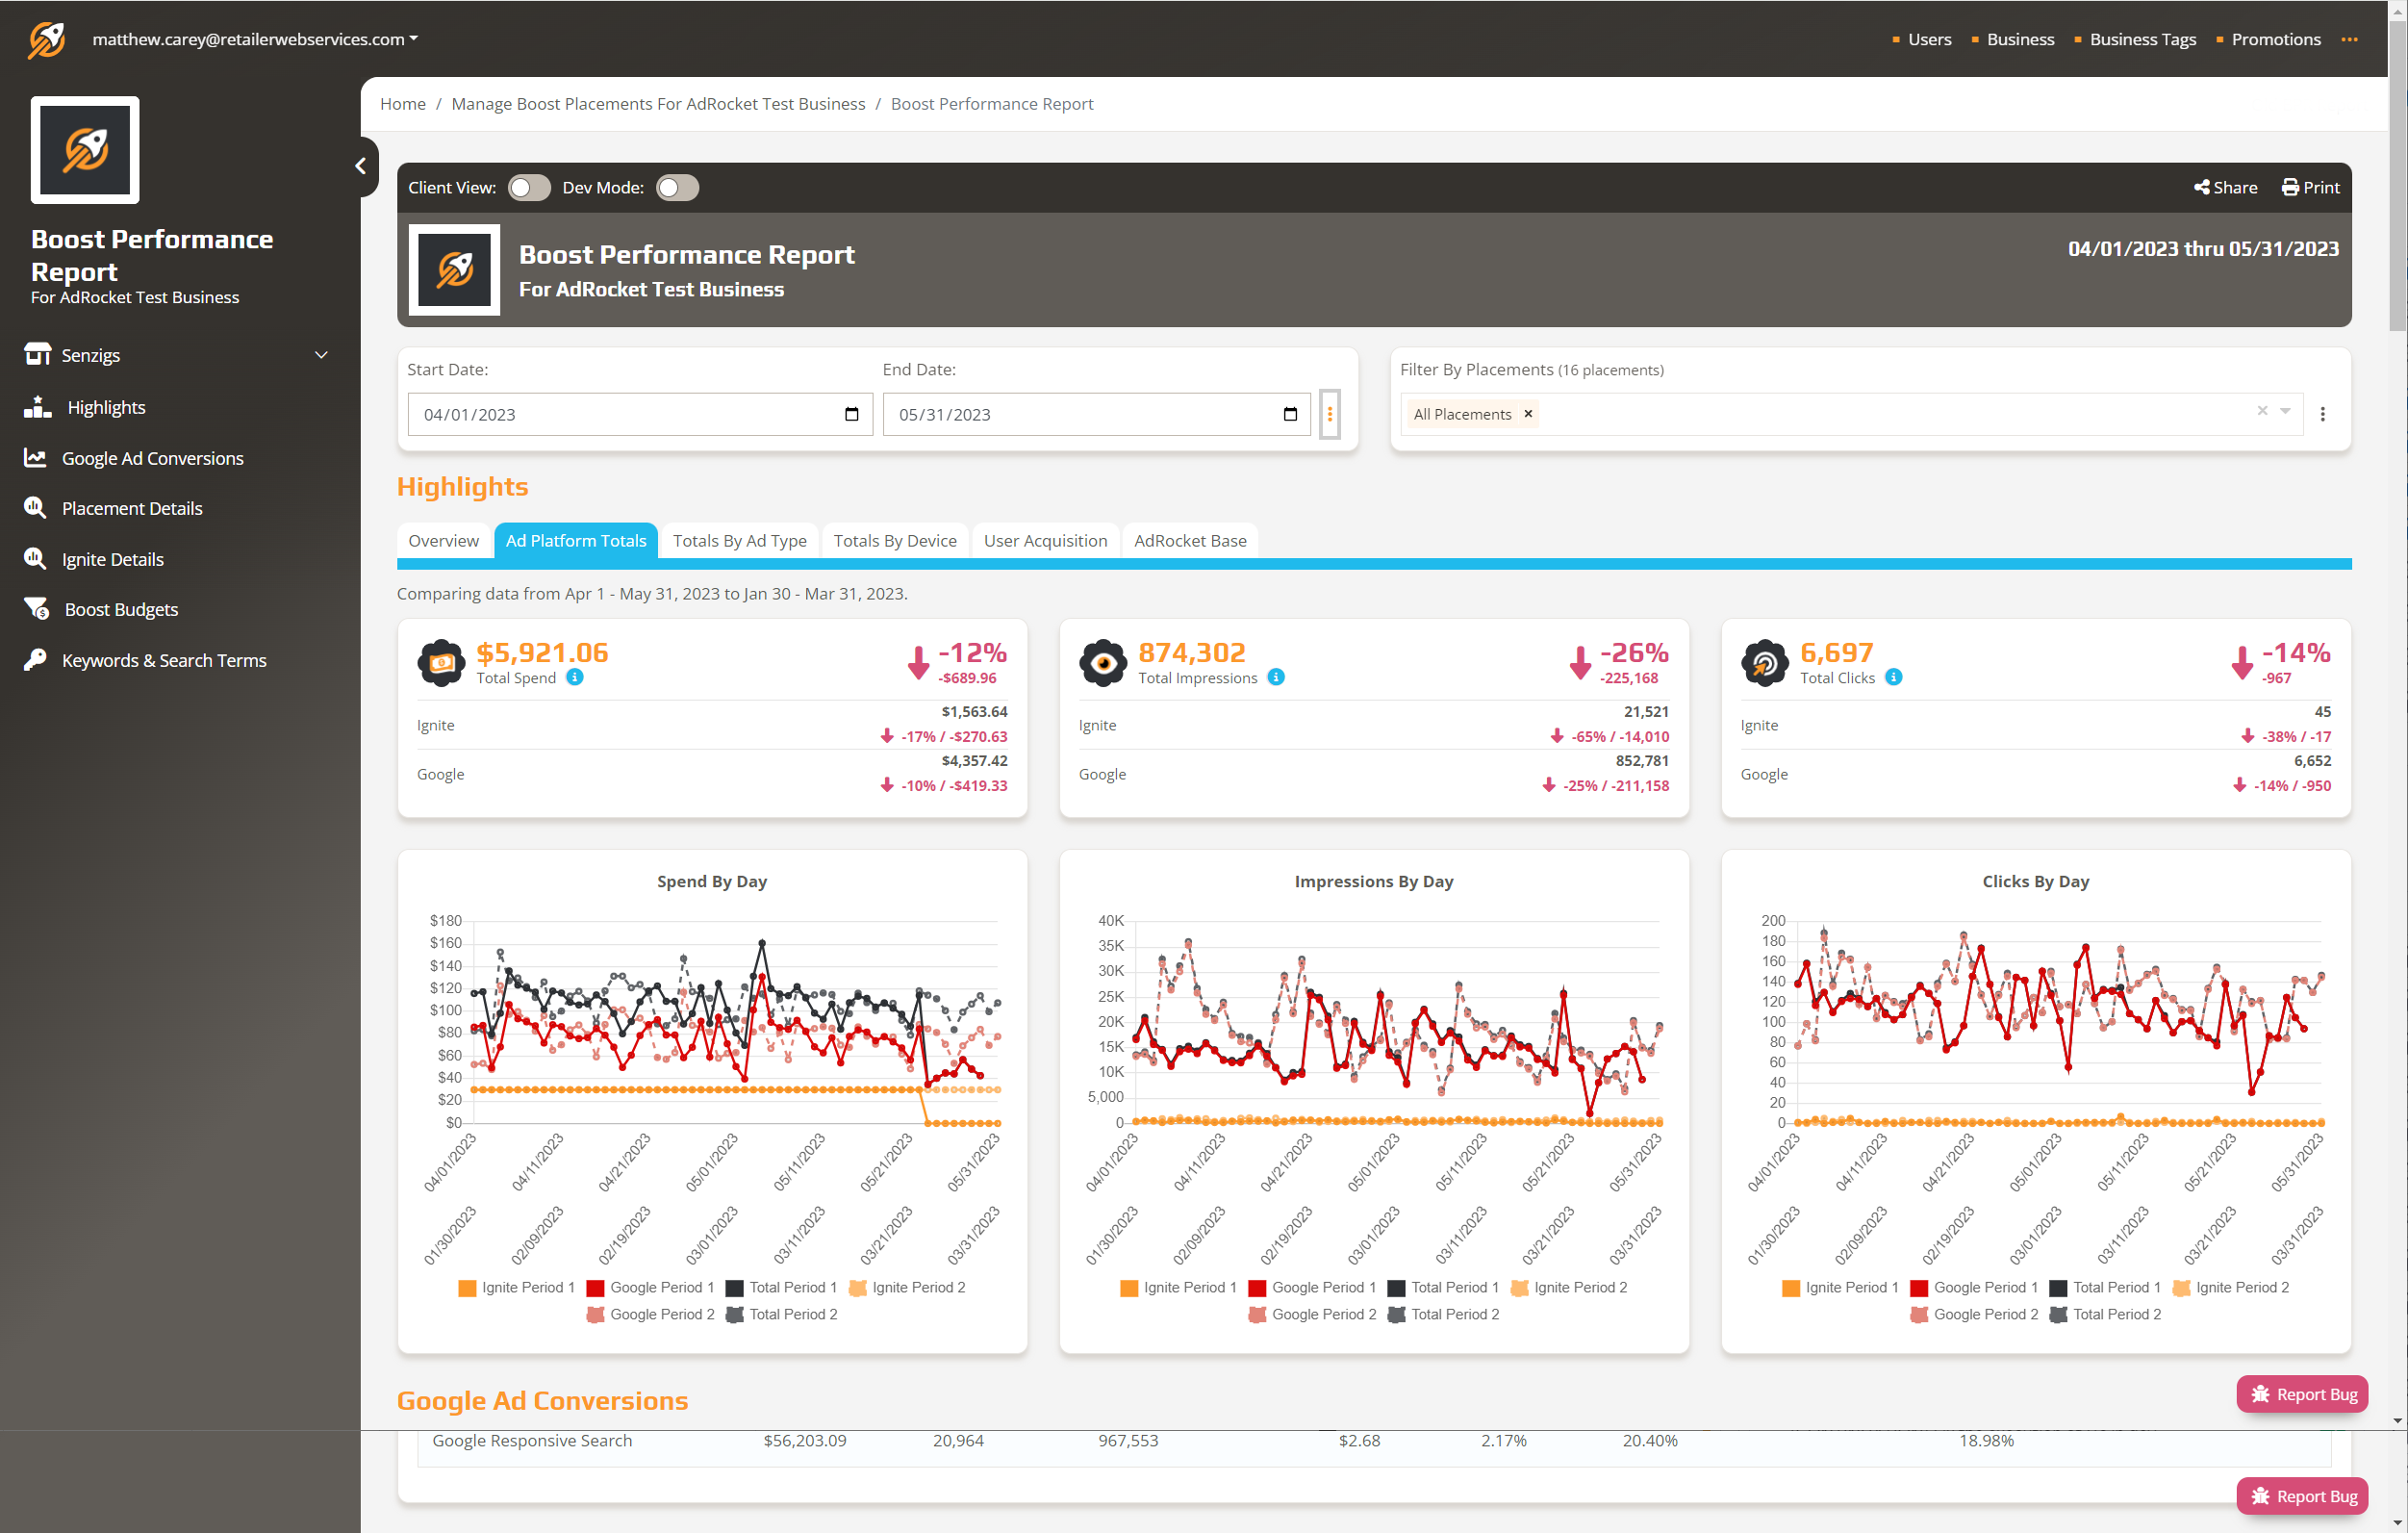 matthew.carey@retailerwebservices.com
Users Business Business Tags Promotions
Boost Performance
Report
For AdRocket Test Business
Senzigs
Highlights
Google Ad Conversions
Placement Details
Ignite Details
Boost Budgets
Keywords & Search Terms
Home / Manage Boost Placements For AdRocket Test Business / Boost Performance Report
Client View: Dev Mode: Share Print
Boost Performance Report
For AdRocket Test Business
04/01/2023 thru 05/31/2023
Start Date: End Date:
04/01/2023 05/31/2023
Filter By Placements (16 placements)
All Placements ×
Highlights
Overview Ad Platform Totals Totals By Ad Type Totals By Device User Acquisition AdRocket Base
Comparing data from Apr 1 - May 31, 2023 to Jan 30 - Mar 31, 2023.
$5,921.06 -12%
Total Spend -$689.96
Ignite $1,563.64
-17% / -$270.63
Google $4,357.42
-10% / -$419.33
874,302 -26%
Total Impressions -225,168
Ignite 21,521
-65% / -14,010
Google 852,781
-25% / -211,158
6,697 -14%
Total Clicks -967
Ignite 45
-38% / -17
Google 6,652
-14% / -950
Spend By Day
$180
$160
$140
$120
$100
$80
$60
$40
$20
$0
04/01/2023 04/11/2023 04/21/2023 05/01/2023 05/11/2023 05/21/2023 05/31/2023
01/30/2023 02/09/2023 02/19/2023 03/01/2023 03/11/2023 03/21/2023 03/31/2023
Ignite Period 1 Google Period 1 Total Period 1 Ignite Period 2
Google Period 2 Total Period 2
Impressions By Day
40K
35K
30K
25K
20K
15K
10K
5,000
0
04/01/2023 04/11/2023 04/21/2023 05/01/2023 05/11/2023 05/21/2023 05/31/2023
01/30/2023 02/09/2023 02/19/2023 03/01/2023 03/11/2023 03/21/2023 03/31/2023
Ignite Period 1 Google Period 1 Total Period 1 Ignite Period 2
Google Period 2 Total Period 2
Clicks By Day
200
180
160
140
120
100
80
60
40
20
0
04/01/2023 04/11/2023 04/21/2023 05/01/2023 05/11/2023 05/21/2023 05/31/2023
01/30/2023 02/09/2023 02/19/2023 03/01/2023 03/11/2023 03/21/2023 03/31/2023
Ignite Period 1 Google Period 1 Total Period 1 Ignite Period 2
Google Period 2 Total Period 2
Google Ad Conversions
Report Bug
Google Responsive Search $56,203.09 20,964 967,553 $2.68 2.17% 20.40% 18.98%
Report Bug